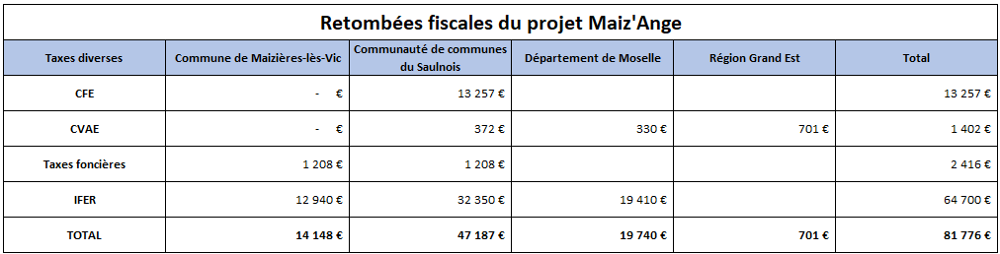 Retombées fiscales du projet Maiz'Ange
Taxes diverses Commune de Maizières-lès-Vic Communauté de communes du Saulnois Département de Moselle Région Grand Est Total
CFE - € 13 257 € 13 257 €
CVAE - € 372 € 330 € 701 € 1 402 €
Taxes foncières 1 208 € 1 208 € 2 416 €
IFER 12 940 € 32 350 € 19 410 € 64 700 €
TOTAL 14 148 € 47 187 € 19 740 € 701 € 81 776 €